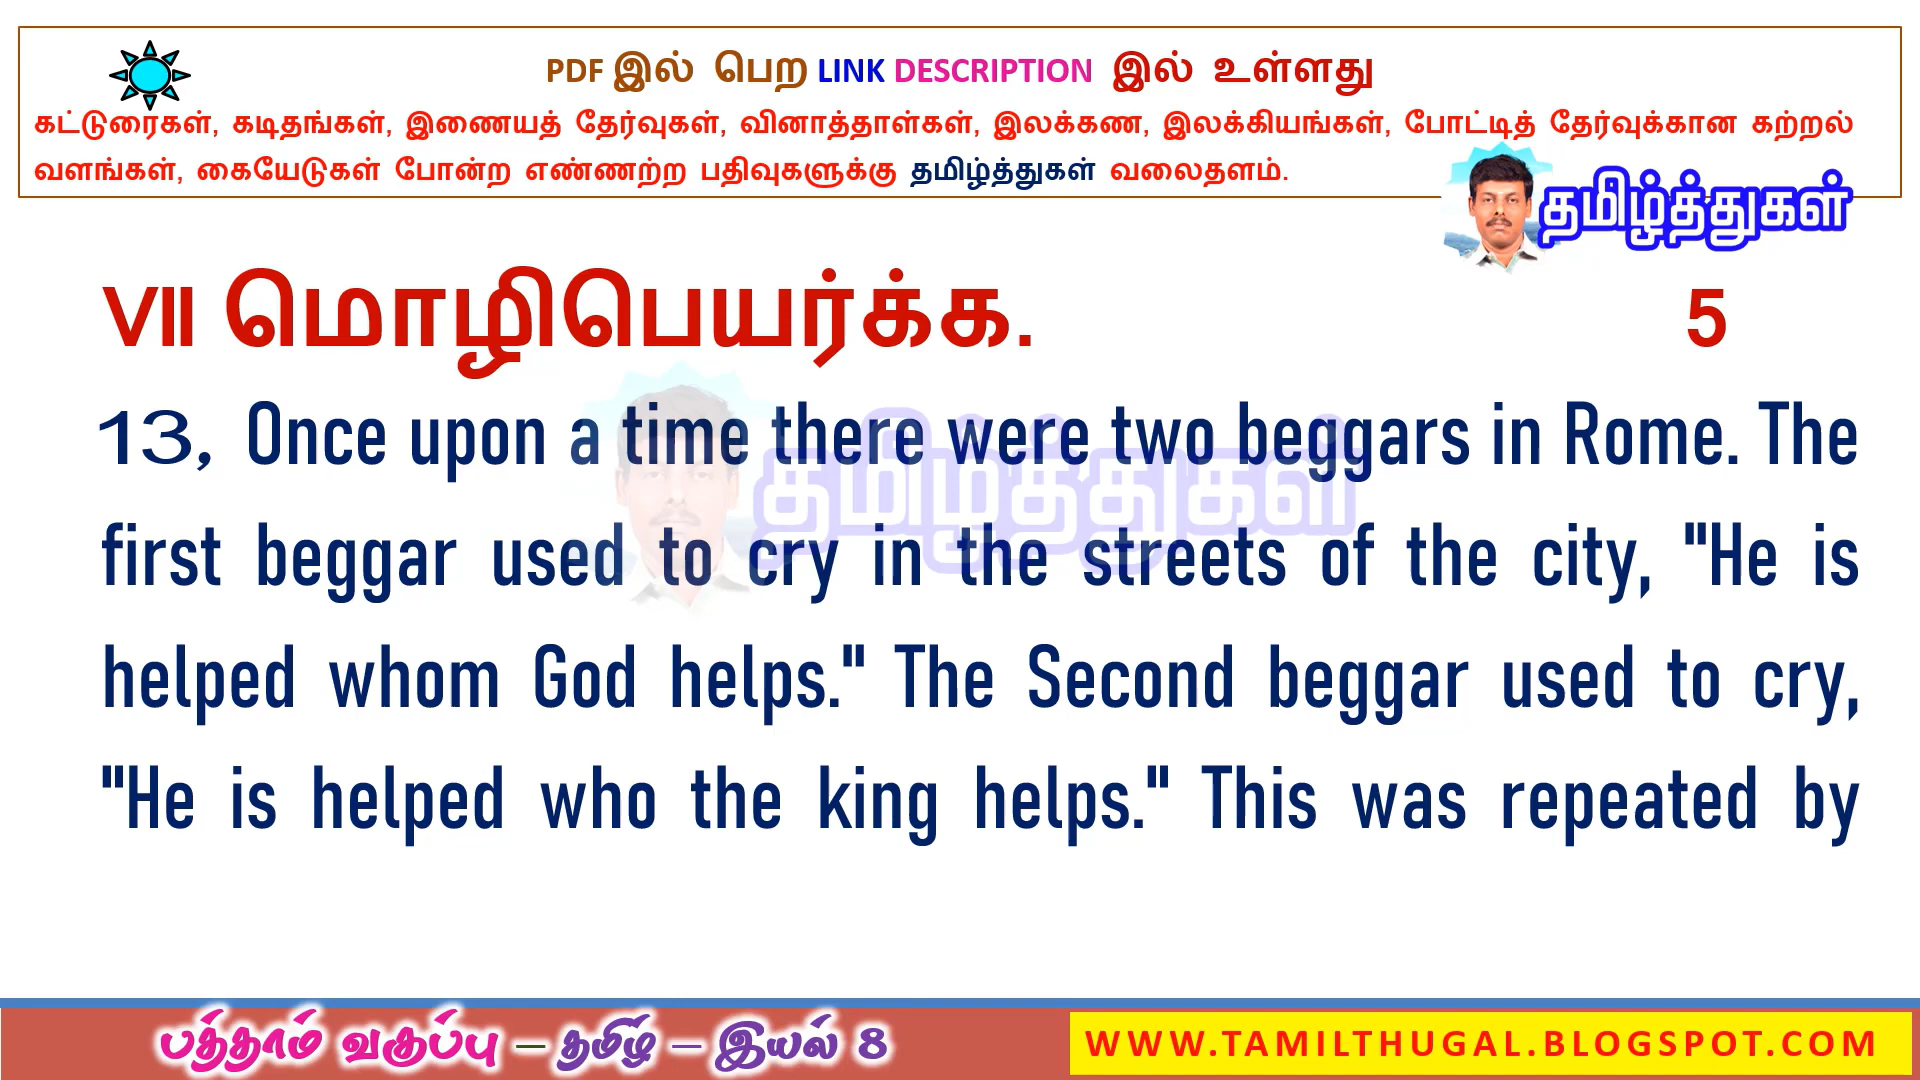 PDF இல் பெற LINK DESCRIPTION இல் உள்ளது
கட்டுரைகள், கடிதங்கள், இணையத் தேர்வுகள், வினாத்தாள்கள், இலக்கண, இலக்கியங்கள், போட்டித் தேர்வுக்கான கற்றல்
வளங்கள், கையேடுகள் போன்ற எண்ணற்ற பதிவுகளுக்கு தமிழ்த்துகள் வலைதளம்.
தமிழ்த்துகள்
VII மொழிபெயர்க்க. 5
13, Once upon a time there were two beggars in Rome. The
first beggar used to cry in the streets of the city, "He is
helped whom God helps." The Second beggar used to cry,
"He is helped who the king helps." This was repeated by
தமிழ்த்துகள்
பத்தாம் வகுப்பு – தமிழ் – இயல் 8
WWW.TAMILTHUGAL.BLOGSPOT.COM